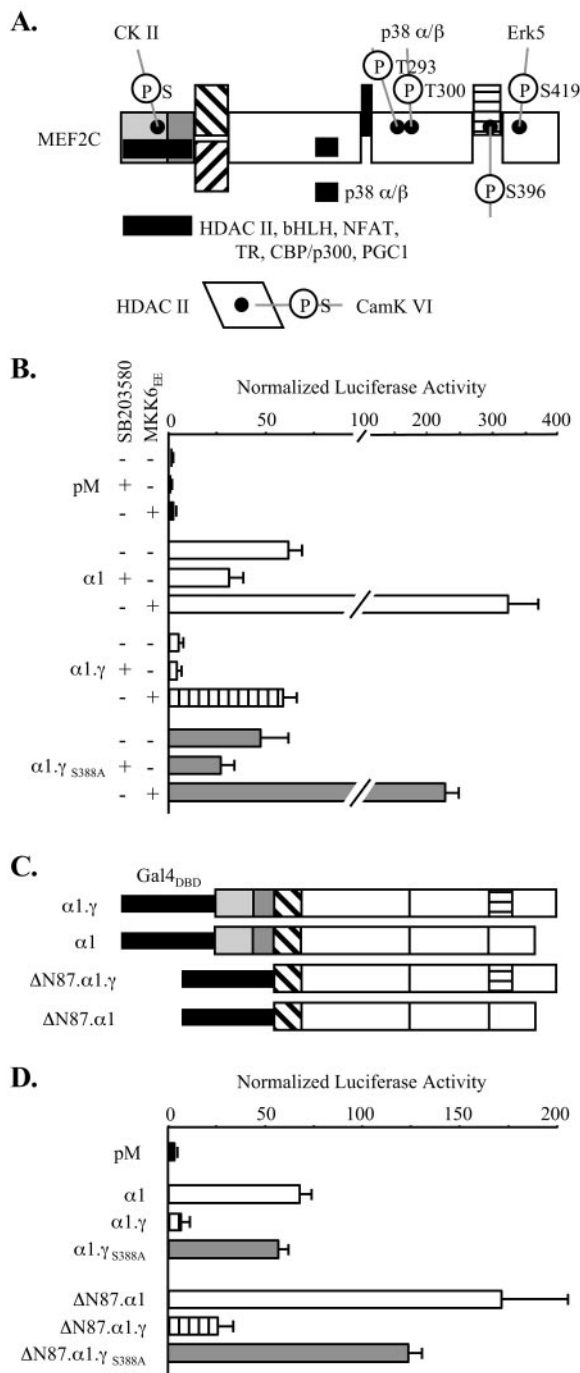 A.
CK II
p38 α/β
Erk5
P S
P T293
P T300
P S419
MEF2C
p38 α/β
P S396
HDAC II, bHLH, NFAT,
TR, CBP/p300, PGC1
HDAC II
P S
CamK VI
B.
SB203580
MKK6EE
Normalized Luciferase Activity
0 50 100 200 300 400
- -
pM + -
- +
- -
α1 + -
- +
- -
α1.γ + -
- +
- -
α1.γ S388A + -
- +
C.
Gal4DBD
α1.γ
α1
ΔN87.α1.γ
ΔN87.α1
D.
Normalized Luciferase Activity
0 50 100 150 200
pM
α1
α1.γ
α1.γ S388A
ΔN87.α1
ΔN87.α1.γ
ΔN87.α1.γ S388A